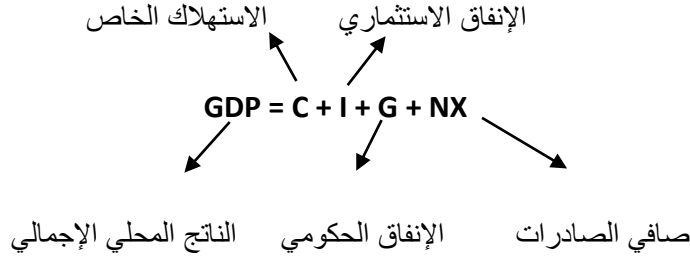 الاستهلاك الخاص الإنفاق الاستثماري
GDP = C + I + G + NX
الناتج المحلي الإجمالي الإنفاق الحكومي صافي الصادرات